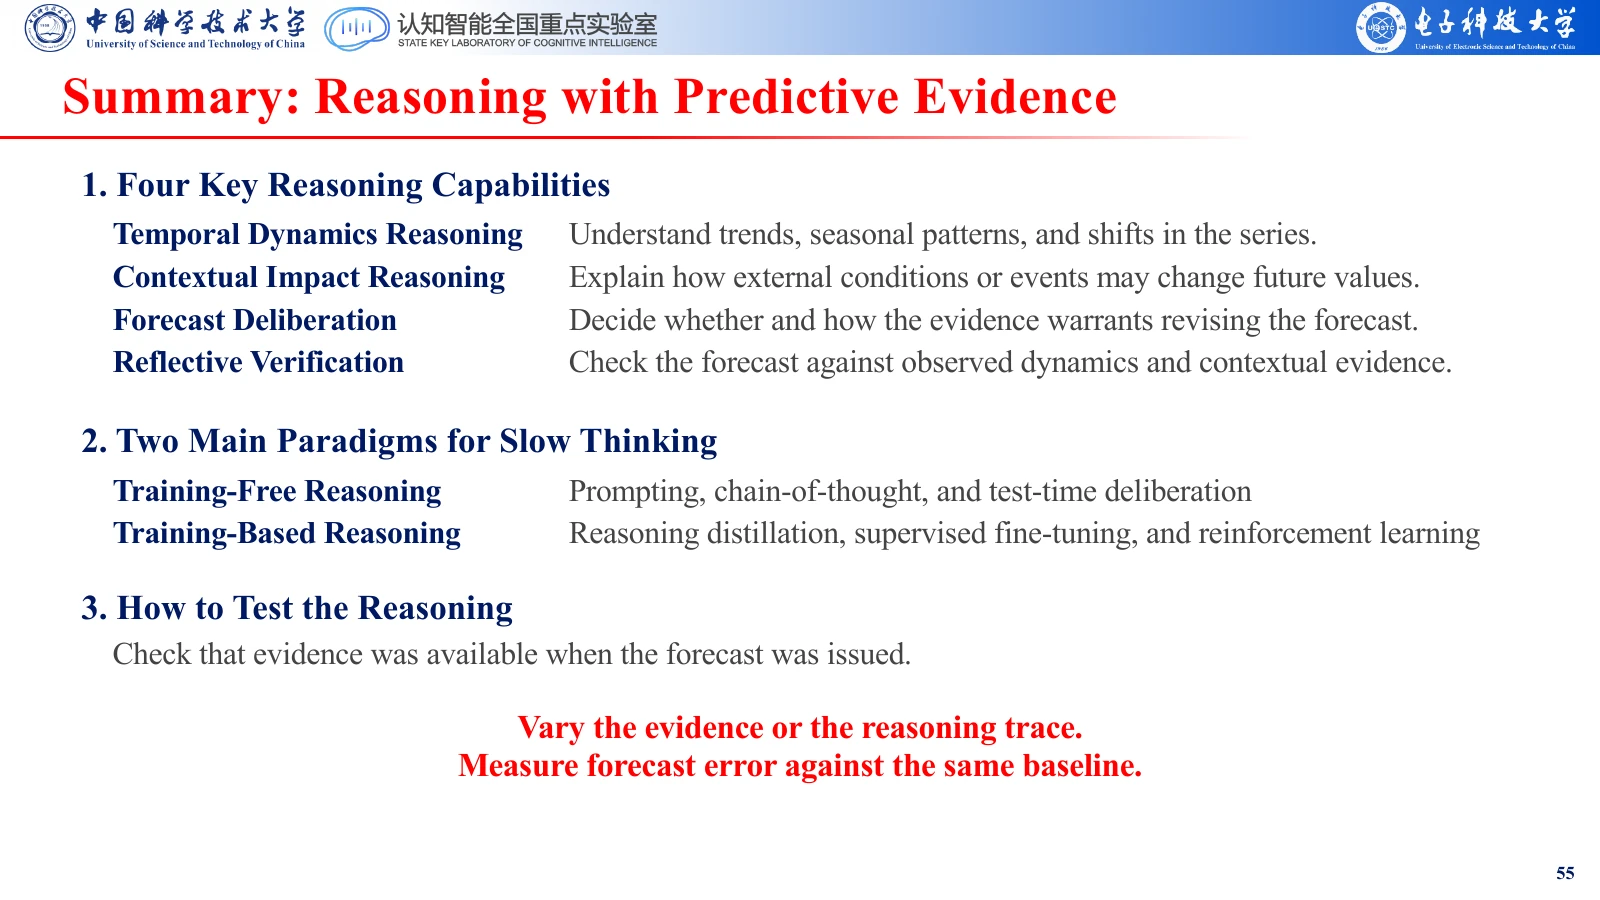 中国科学技术大学
University of Science and Technology of China
认知智能全国重点实验室
STATE KEY LABORATORY OF COGNITIVE INTELLIGENCE
电子科技大学
University of Electronic Science and Technology of China
Summary: Reasoning with Predictive Evidence
1. Four Key Reasoning Capabilities
Temporal Dynamics Reasoning Understand trends, seasonal patterns, and shifts in the series.
Contextual Impact Reasoning Explain how external conditions or events may change future values.
Forecast Deliberation Decide whether and how the evidence warrants revising the forecast.
Reflective Verification Check the forecast against observed dynamics and contextual evidence.
2. Two Main Paradigms for Slow Thinking
Training-Free Reasoning Prompting, chain-of-thought, and test-time deliberation
Training-Based Reasoning Reasoning distillation, supervised fine-tuning, and reinforcement learning
3. How to Test the Reasoning
Check that evidence was available when the forecast was issued.
Vary the evidence or the reasoning trace.
Measure forecast error against the same baseline.
55